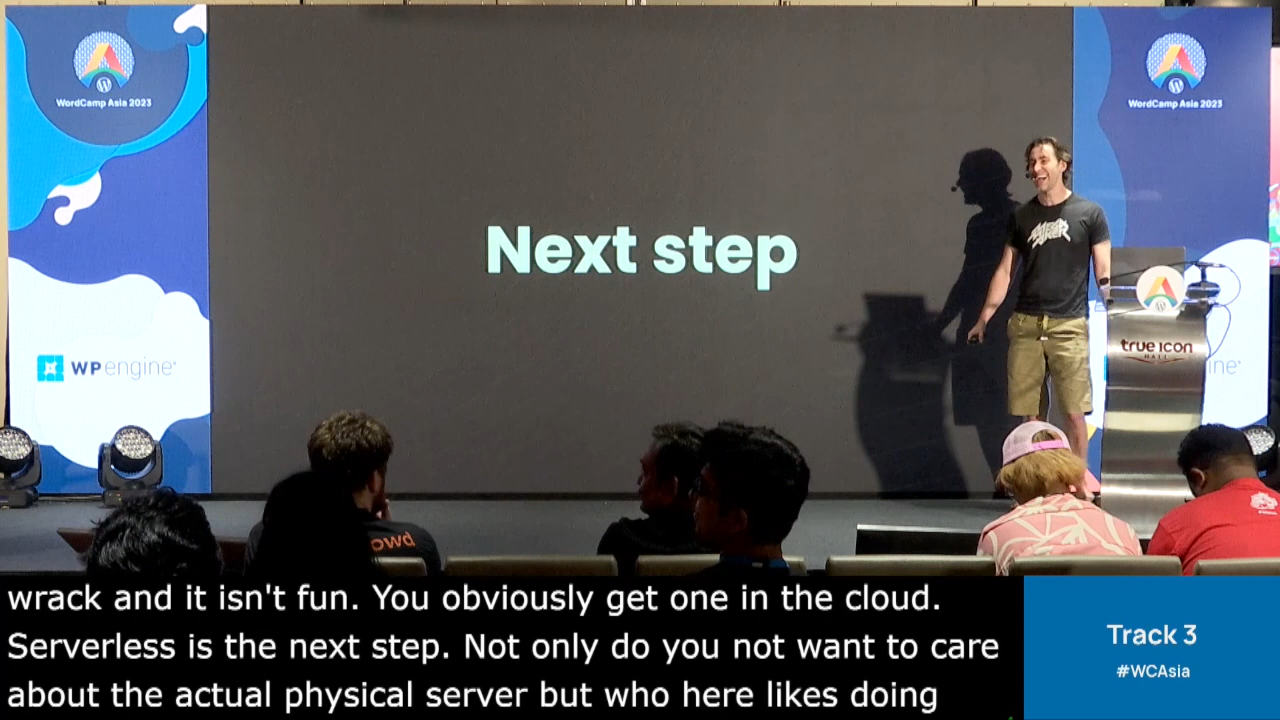 WordCamp Asia 2023
WordCamp Asia 2023
Next step
WP engine
true icon
HALL
ine
owd
wrack and it isn't fun. You obviously get one in the cloud.
Serverless is the next step. Not only do you not want to care
about the actual physical server but who here likes doing
Track 3
#WCAsia